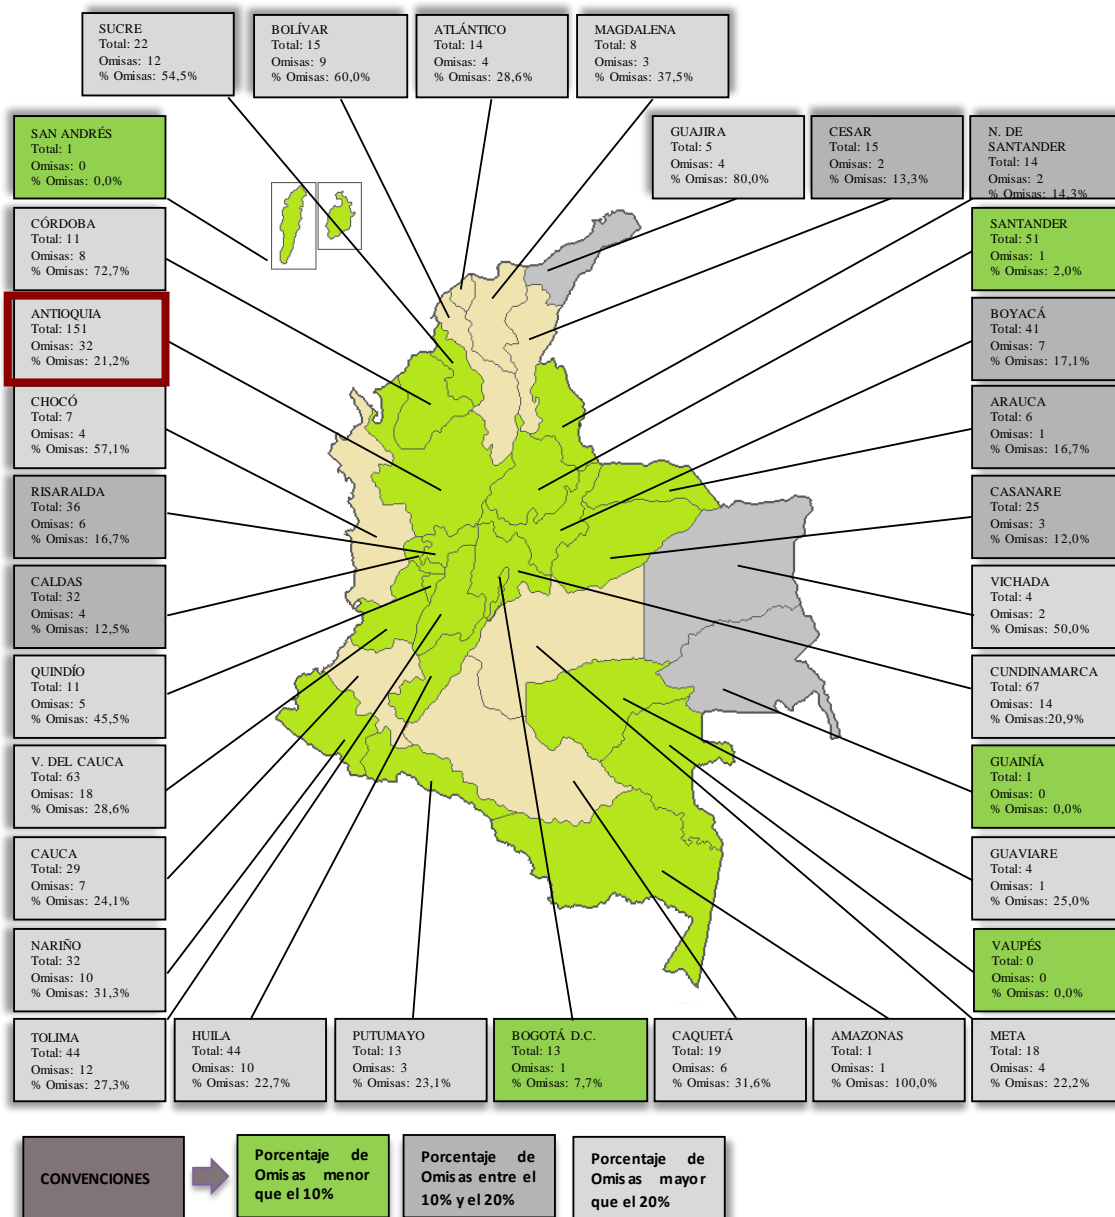 SUCRE
Total: 22
Omisas: 12
% Omisas: 54,5%
BOLÍVAR
Total: 15
Omisas: 9
% Omisas: 60,0%
ATLÁNTICO
Total: 14
Omisas: 4
% Omisas: 28,6%
MAGDALENA
Total: 8
Omisas: 3
% Omisas: 37,5%
SAN ANDRÉS
Total: 1
Omisas: 0
% Omisas: 0,0%
GUAJIRA
Total: 5
Omisas: 4
% Omisas: 80,0%
CESAR
Total: 15
Omisas: 2
% Omisas: 13,3%
N. DE
SANTANDER
Total: 14
Omisas: 2
% Omisas: 14,3%
CÓRDOBA
Total: 11
Omisas: 8
% Omisas: 72,7%
SANTANDER
Total: 51
Omisas: 1
% Omisas: 2,0%
ANTIOQUIA
Total: 151
Omisas: 32
% Omisas: 21,2%
BOYACÁ
Total: 41
Omisas: 7
% Omisas: 17,1%
CHOCÓ
Total: 7
Omisas: 4
% Omisas: 57,1%
ARAUCA
Total: 6
Omisas: 1
% Omisas: 16,7%
RISARALDA
Total: 36
Omisas: 6
% Omisas: 16,7%
CASANARE
Total: 25
Omisas: 3
% Omisas: 12,0%
CALDAS
Total: 32
Omisas: 4
% Omisas: 12,5%
VICHADA
Total: 4
Omisas: 2
% Omisas: 50,0%
QUINDÍO
Total: 11
Omisas: 5
% Omisas: 45,5%
CUNDINAMARCA
Total: 67
Omisas: 14
% Omisas:20,9%
V. DEL CAUCA
Total: 63
Omisas: 18
% Omisas: 28,6%
GUAINÍA
Total: 1
Omisas: 0
% Omisas: 0,0%
CAUCA
Total: 29
Omisas: 7
% Omisas: 24,1%
GUAVIARE
Total: 4
Omisas: 1
% Omisas: 25,0%
NARIÑO
Total: 32
Omisas: 10
% Omisas: 31,3%
VAUPÉS
Total: 0
Omisas: 0
% Omisas: 0,0%
TOLIMA
Total: 44
Omisas: 12
% Omisas: 27,3%
HUILA
Total: 44
Omisas: 10
% Omisas: 22,7%
PUTUMAYO
Total: 13
Omisas: 3
% Omisas: 23,1%
BOGOTÁ D.C.
Total: 13
Omisas: 1
% Omisas: 7,7%
CAQUETÁ
Total: 19
Omisas: 6
% Omisas: 31,6%
AMAZONAS
Total: 1
Omisas: 1
% Omisas: 100,0%
META
Total: 18
Omisas: 4
% Omisas: 22,2%
CONVENCIONES
Porcentaje de
Omisas menor
que el 10%
Porcentaje de
Omisas entre el
10% y el 20%
Porcentaje de
Omisas mayor
que el 20%